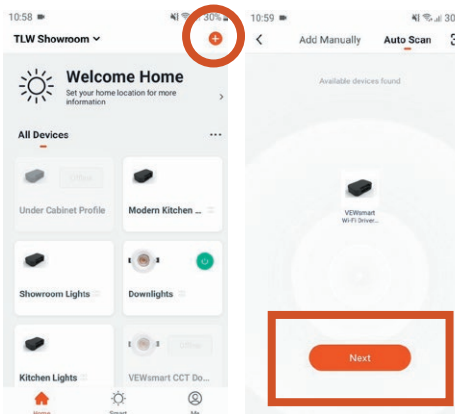 10:58
30%
TLW Showroom
Welcome Home
Set your home location for more
information
All Devices
Offline
Under Cabinet Profile
Modern Kitchen ...
Showroom Lights
Downlights
Kitchen Lights
VEWsmart CCT Do...
Home
Smart
Me
10:59
30
Add Manually
Auto Scan
Available devices found
VEWsmart
Wi-Fi Driver...
Next